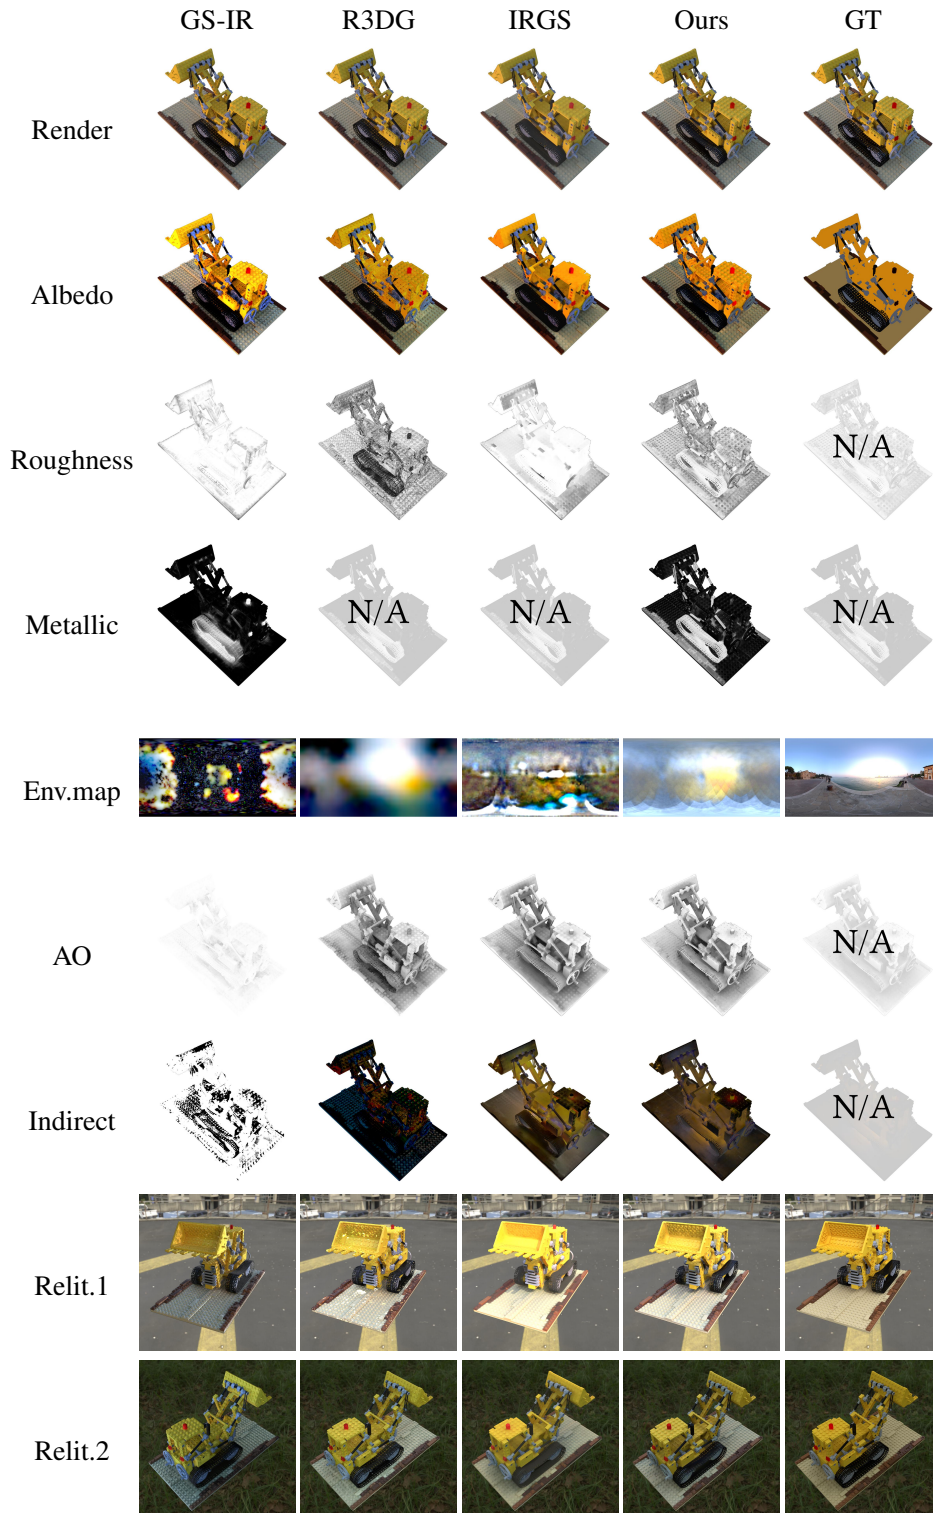 GS-IR R3DG IRGS Ours GT
Render
Albedo
Roughness N/A
Metallic N/A N/A N/A
Env.map
AO N/A
Indirect N/A
Relit.1
Relit.2